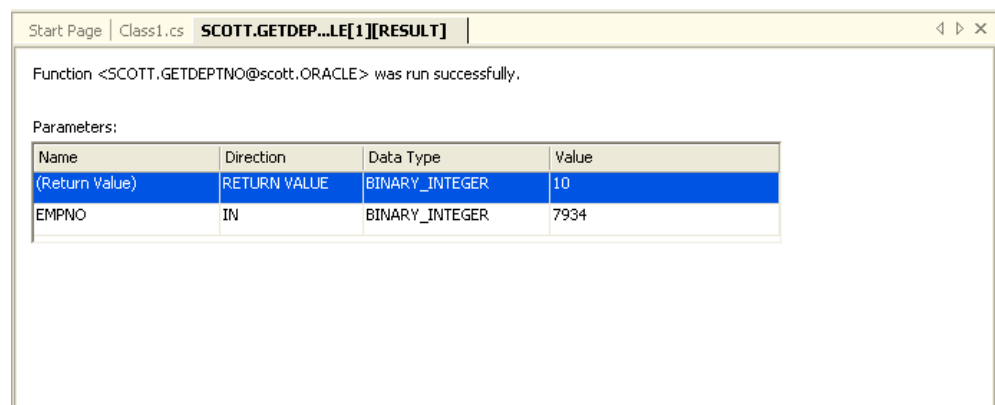 Start Page Class1.cs SCOTT.GETDEP...LE[1][RESULT]
Function <SCOTT.GETDEPTNO@scott.ORACLE> was run successfully.
Parameters:
Name Direction Data Type Value
(Return Value) RETURN VALUE BINARY_INTEGER 10
EMPNO IN BINARY_INTEGER 7934